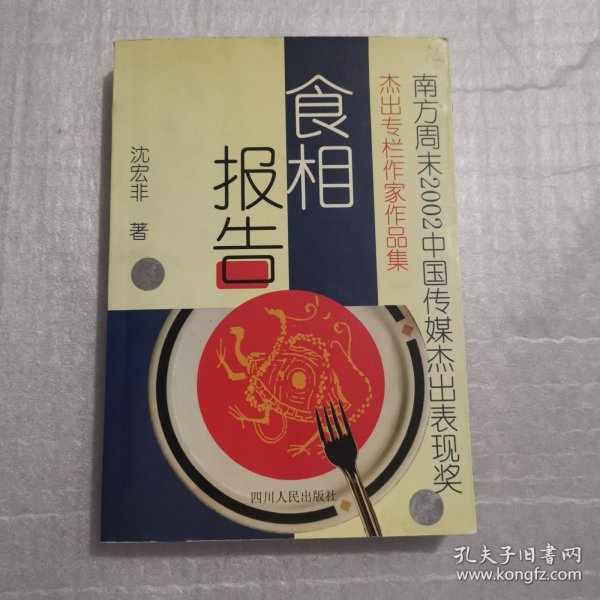 南方周末2002中国传媒杰出表现奖
杰出专栏作家作品集
食相
报告
沈宏非 著
四川人民出版社
孔夫子旧书网
www.kongfz.com